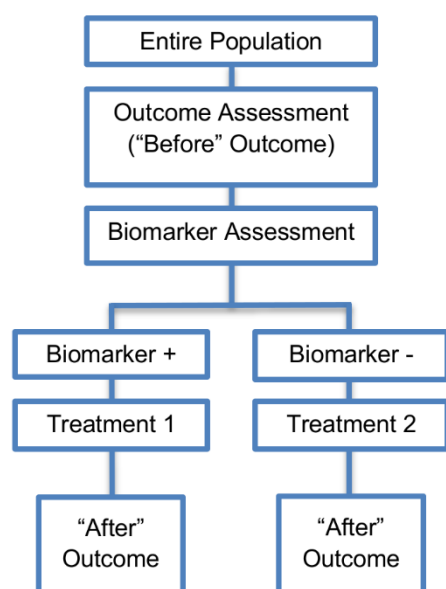 Entire Population
Outcome Assessment
(“Before” Outcome)
Biomarker Assessment
Biomarker +
Biomarker -
Treatment 1
Treatment 2
“After”
Outcome
“After”
Outcome